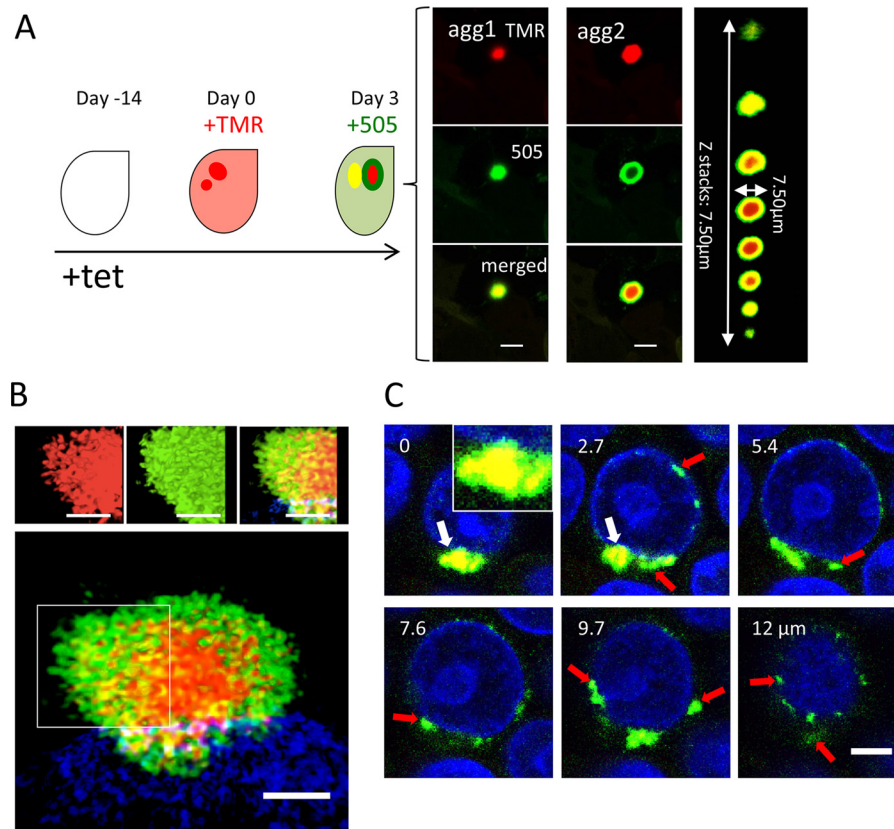 A
Day -14
Day 0
+TMR
Day 3
+505
+tet
agg1
TMR
agg2
505
merged
Z stacks: 7.50µm
7.50µm
B
C
0
2.7
5.4
7.6
9.7
12 µm